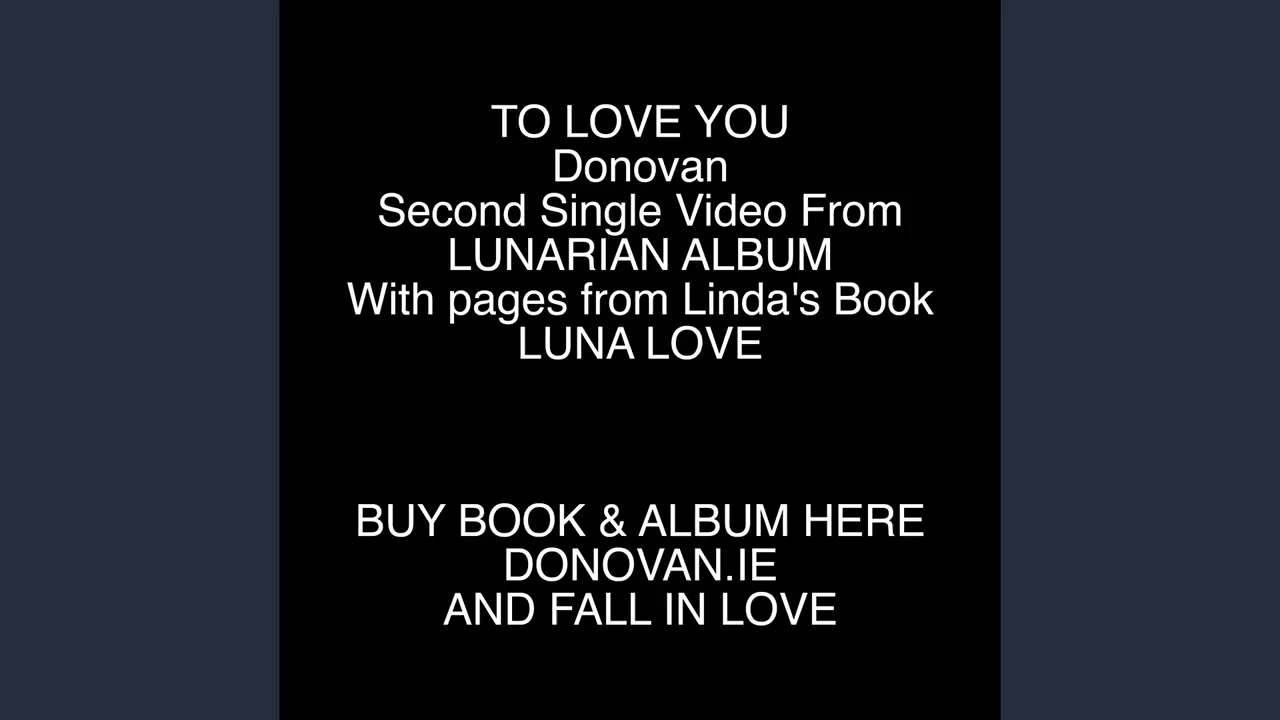 TO LOVE YOU
Donovan
Second Single Video From
LUNARIAN ALBUM
With pages from Linda's Book
LUNA LOVE
BUY BOOK & ALBUM HERE
DONOVAN.IE
AND FALL IN LOVE